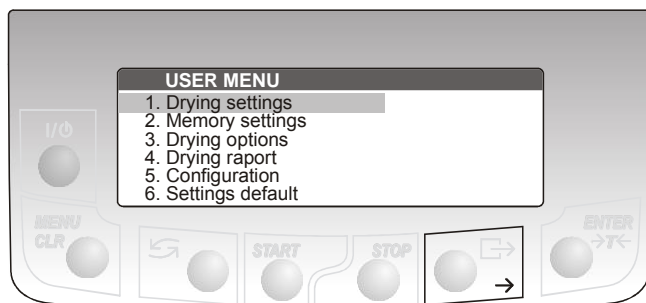 USER MENU
1. Drying settings
2. Memory settings
3. Drying options
4. Drying raport
5. Configuration
6. Settings default
I/⏻
MENU
CLR
START
STOP
ENTER
→T←